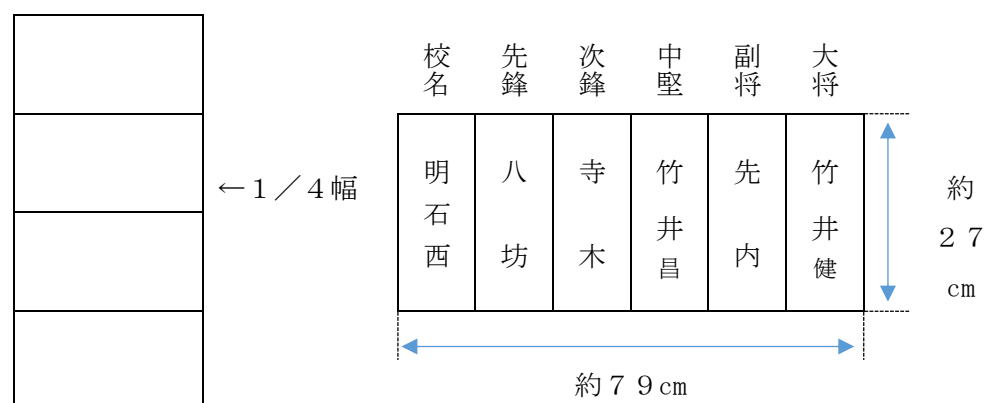 校名
先鋒
次鋒
中堅
副将
大将
←1／4幅
明石西
八坊
寺木
竹井昌
先内
竹井健
約27cm
約79cm